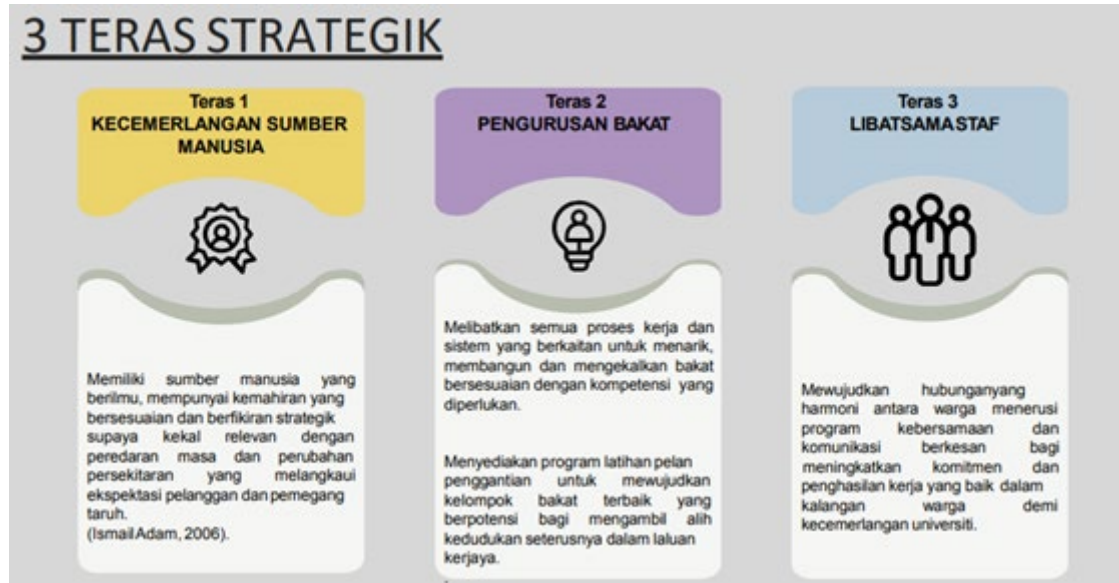 3 TERAS STRATEGIK
Teras 1
KECEMERLANGAN SUMBER
MANUSIA
Memiliki sumber manusia yang
berilmu, mempunyai kemahiran yang
bersesuaian dan berfikiran strategik
supaya kekal relevan dengan
peredaran masa dan perubahan
persekitaran yang melangkaui
ekspektasi pelanggan dan pemegang
taruh.
(Ismail Adam, 2006).
Teras 2
PENGURUSAN BAKAT
Melibatkan semua proses kerja dan
sistem yang berkaitan untuk menarik,
membangun dan mengekalkan bakat
bersesuaian dengan kompetensi yang
diperlukan.
Menyediakan program latihan pelan
penggantian untuk mewujudkan
kelompok bakat terbaik yang
berpotensi bagi mengambil alih
kedudukan seterusnya dalam laluan
kerjaya.
Teras 3
LIBATSAMA STAF
Mewujudkan hubunganyang
harmoni antara warga menerusi
program kebersamaan dan
komunikasi berkesan bagi
meningkatkan komitmen dan
penghasilan kerja yang baik dalam
kalangan warga demi
kecemerlangan universiti.